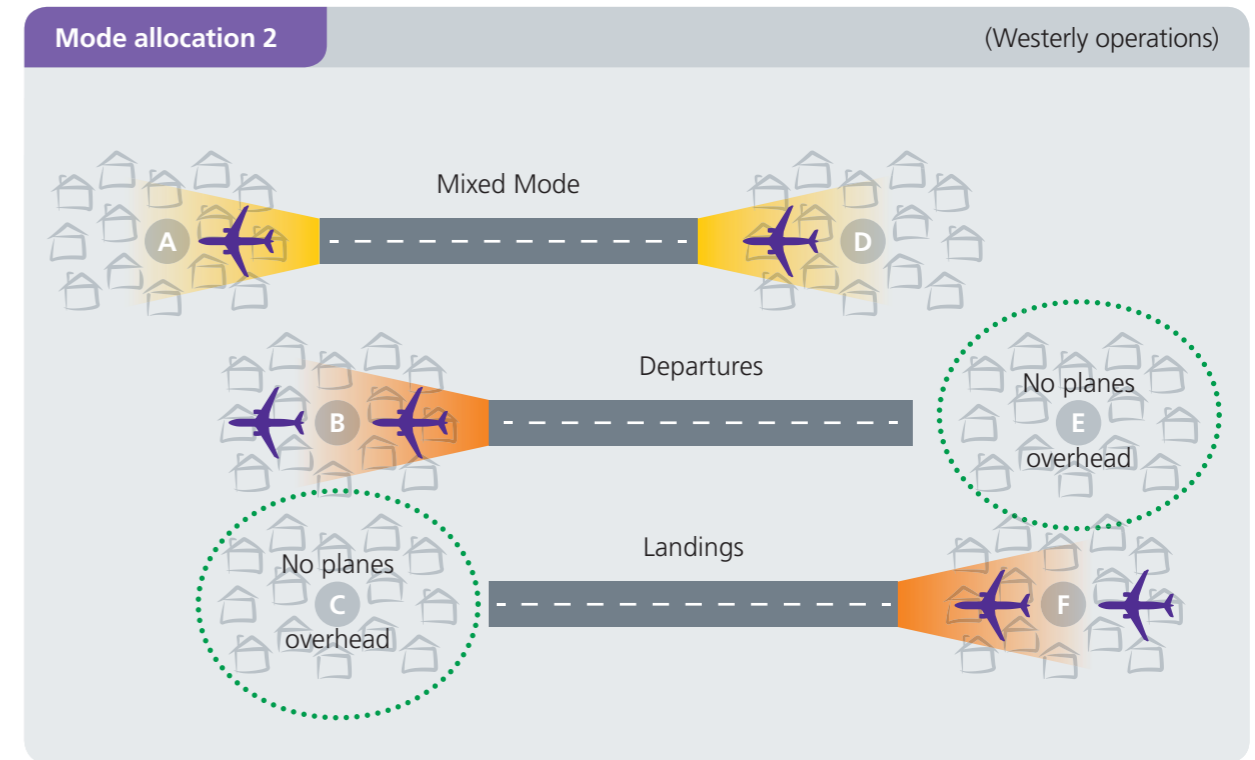 Mode allocation 2
(Westerly operations)
Mixed Mode
A
D
Departures
B
No planes
E
overhead
Landings
No planes
C
overhead
F